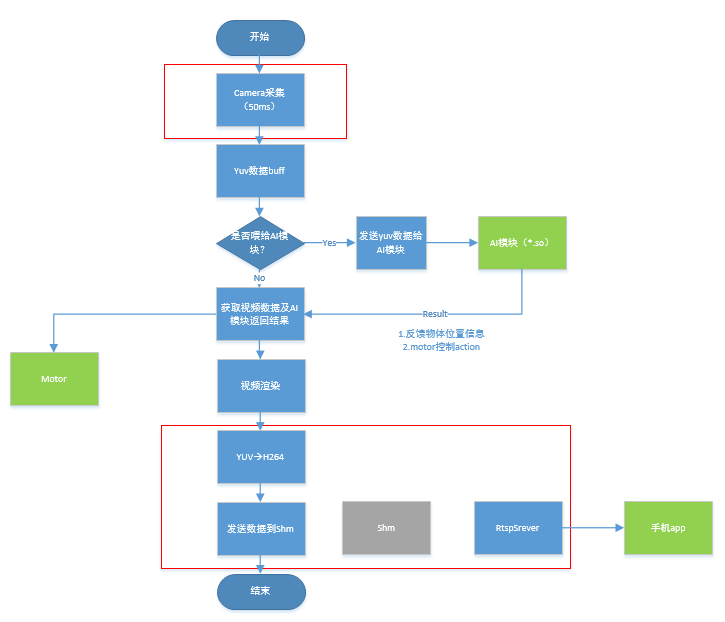 开始
Camera采集
（50ms）
Yuv数据buff
是否喂给AI模
块？
Yes
发送yuv数据给
AI模块
AI模块（*.so）
No
获取视频数据及AI
模块返回结果
Result
1.反馈物体位置信息
2.motor控制action
Motor
视频渲染
YUV→H264
发送数据到Shm
Shm
RtspSrever
手机app
结束